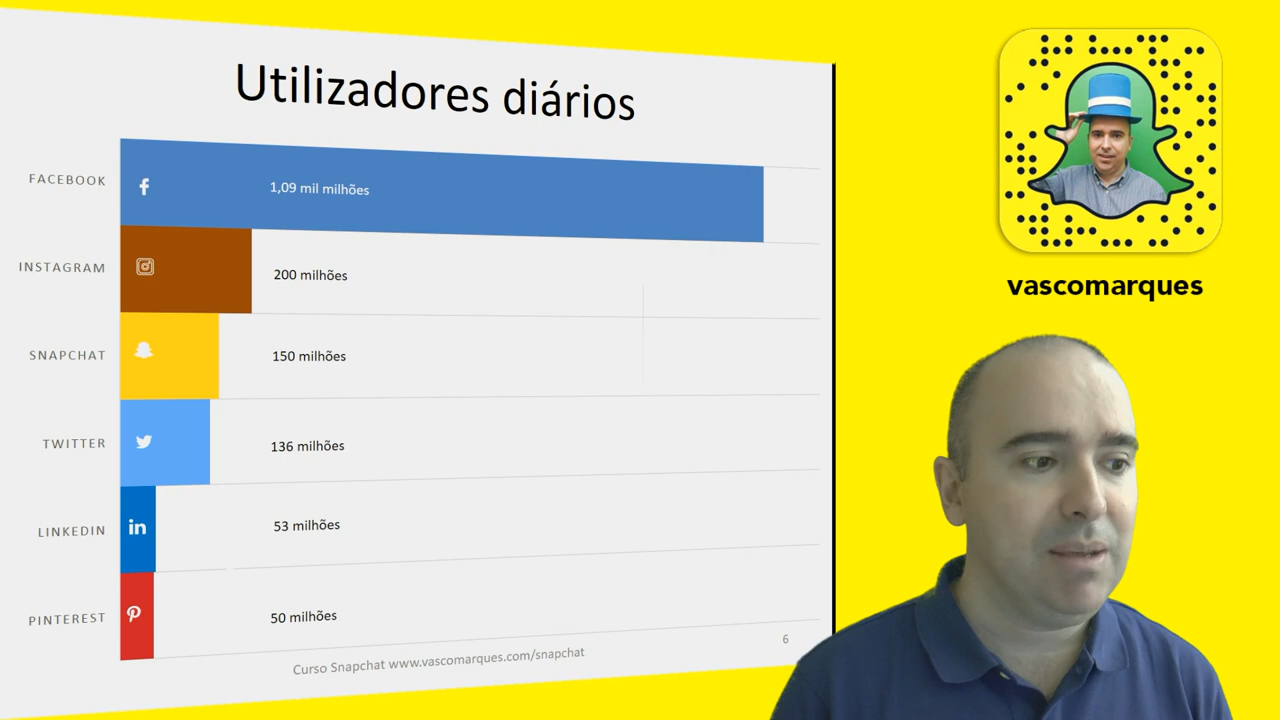 Utilizadores diários
FACEBOOK
1,09 mil milhões
INSTAGRAM
200 milhões
SNAPCHAT
150 milhões
TWITTER
136 milhões
LINKEDIN
in
53 milhões
PINTEREST
50 milhões
Curso Snapchat www.vascomarques.com/snapchat
6
vascomarques